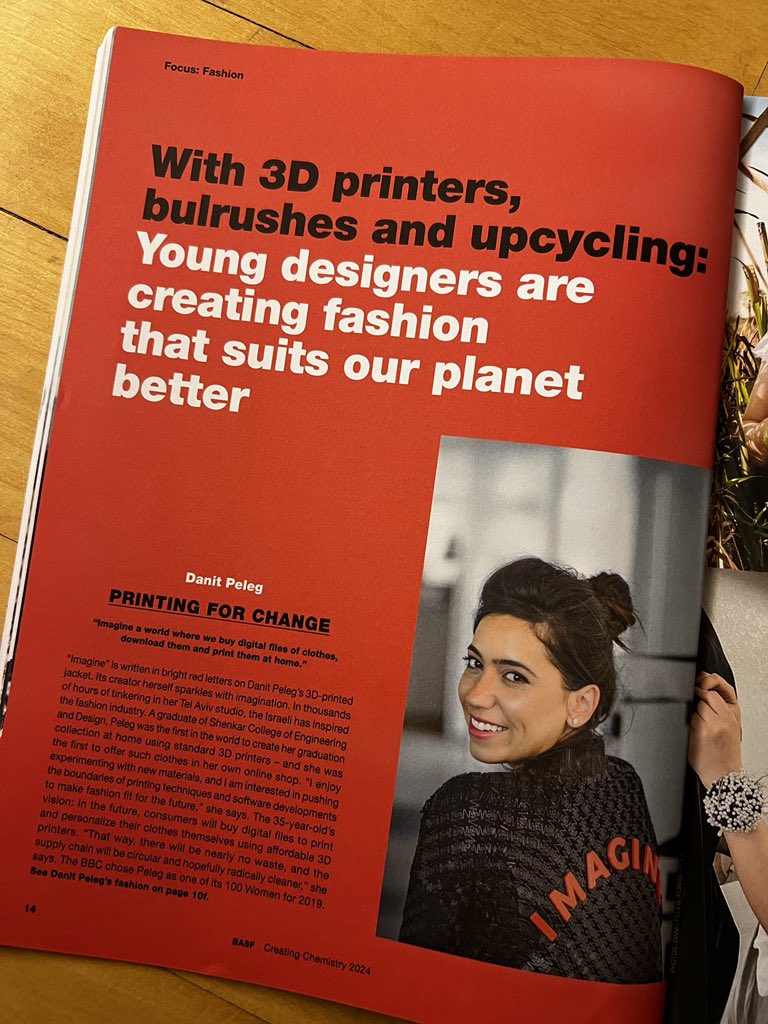 Focus: Fashion
With 3D printers,
bulrushes and upcycling:
Young designers are
creating fashion
that suits our planet
better
Danit Peleg
PRINTING FOR CHANGE
“Imagine a world where we buy digital files of clothes,
download them and print them at home.”
“Imagine” is written in bright red letters on Danit Peleg’s 3D-printed
jacket. Its creator herself sparkles with imagination. In thousands
of hours of tinkering in her Tel Aviv studio, the Israeli has inspired
the fashion industry. A graduate of Shenkar College of Engineering
and Design, Peleg was the first in the world to create her graduation
collection at home using standard 3D printers – and she was
the first to offer such clothes in her own online shop. “I enjoy
experimenting with new materials, and I am interested in pushing
the boundaries of printing techniques and software developments
to make fashion fit for the future,” she says. The 35-year-old’s
vision: In the future, consumers will buy digital files to print
and personalize their clothes themselves using affordable 3D
printers. “That way, there will be nearly no waste, and the
supply chain will be circular and hopefully radically cleaner,” she
says. The BBC chose Peleg as one of its 100 Women for 2019.
See Danit Peleg’s fashion on page 10f.
IMAGIN
14
BASF Creating Chemistry 2024